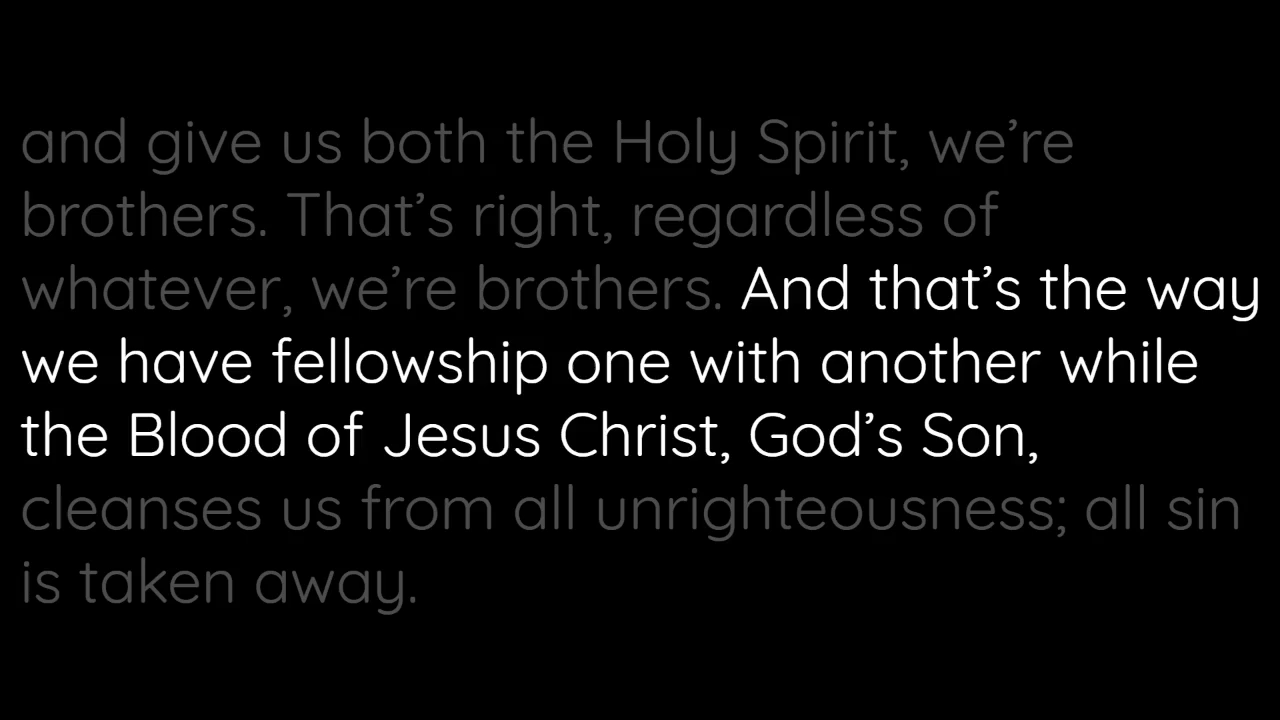 and give us both the Holy Spirit, we’re
brothers. That’s right, regardless of
whatever, we’re brothers. And that’s the way
we have fellowship one with another while
the Blood of Jesus Christ, God’s Son,
cleanses us from all unrighteousness; all sin
is taken away.